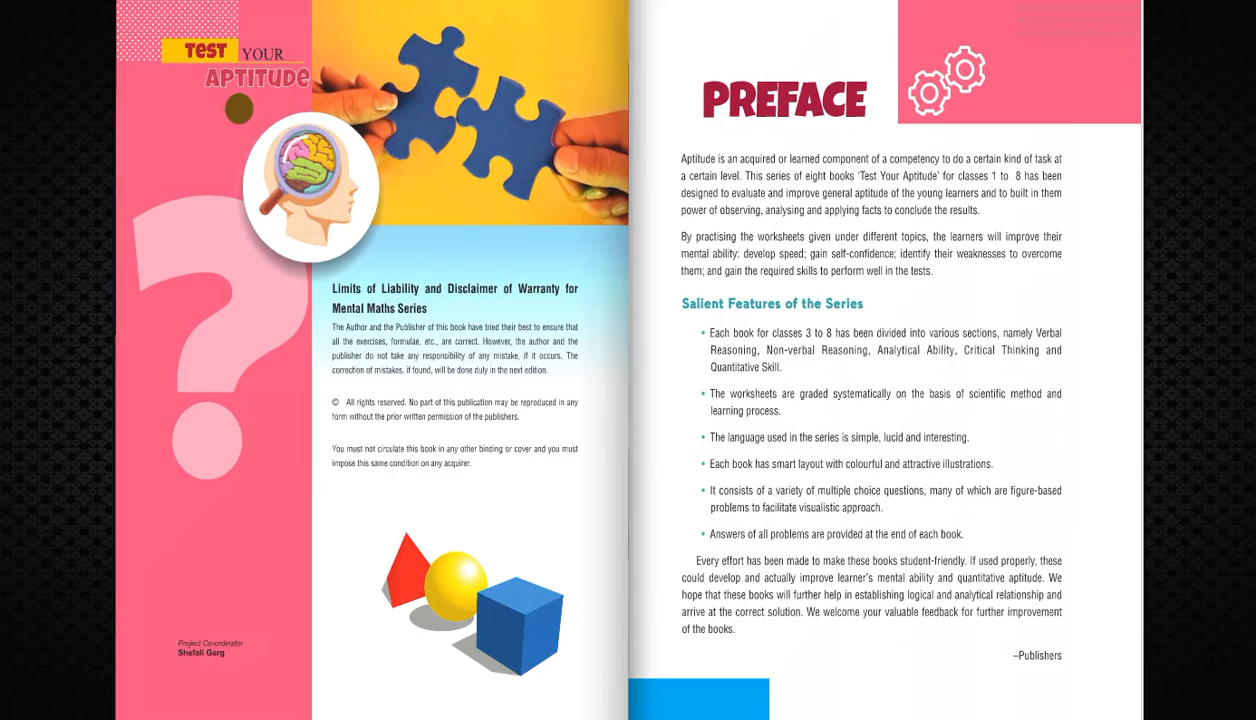 TEST YOUR
APTITUDE
Limits of Liability and Disclaimer of Warranty for
Mental Maths Series
The Author and the Publisher of this book have tried their best to ensure that
all the exercises, formulae, etc., are correct. However, the author and the
publisher do not take any responsibility of any mistake, if it occurs. The
correction of mistakes, if found, will be done duly in the next edition.
© All rights reserved. No part of this publication may be reproduced in any
form without the prior written permission of the publishers.
You must not circulate this book in any other binding or cover and you must
impose this same condition on any acquirer.
Project Co-ordinator
Shefali Garg
PREFACE
Aptitude is an acquired or learned component of a competency to do a certain kind of task at
a certain level. This series of eight books 'Test Your Aptitude' for classes 1 to 8 has been
designed to evaluate and improve general aptitude of the young learners and to built in them
power of observing, analysing and applying facts to conclude the results.
By practising the worksheets given under different topics, the learners will improve their
mental ability: develop speed; gain self-confidence; identify their weaknesses to overcome
them; and gain the required skills to perform well in the tests.
Salient Features of the Series
• Each book for classes 3 to 8 has been divided into various sections, namely Verbal
Reasoning, Non-verbal Reasoning, Analytical Ability, Critical Thinking and
Quantitative Skill.
• The worksheets are graded systematically on the basis of scientific method and
learning process.
• The language used in the series is simple, lucid and interesting.
• Each book has smart layout with colourful and attractive illustrations.
• It consists of a variety of multiple choice questions, many of which are figure-based
problems to facilitate visualistic approach.
• Answers of all problems are provided at the end of each book.
Every effort has been made to make these books student-friendly. If used properly, these
could develop and actually improve learner's mental ability and quantitative aptitude. We
hope that these books will further help in establishing logical and analytical relationship and
arrive at the correct solution. We welcome your valuable feedback for further improvement
of the books.
–Publishers